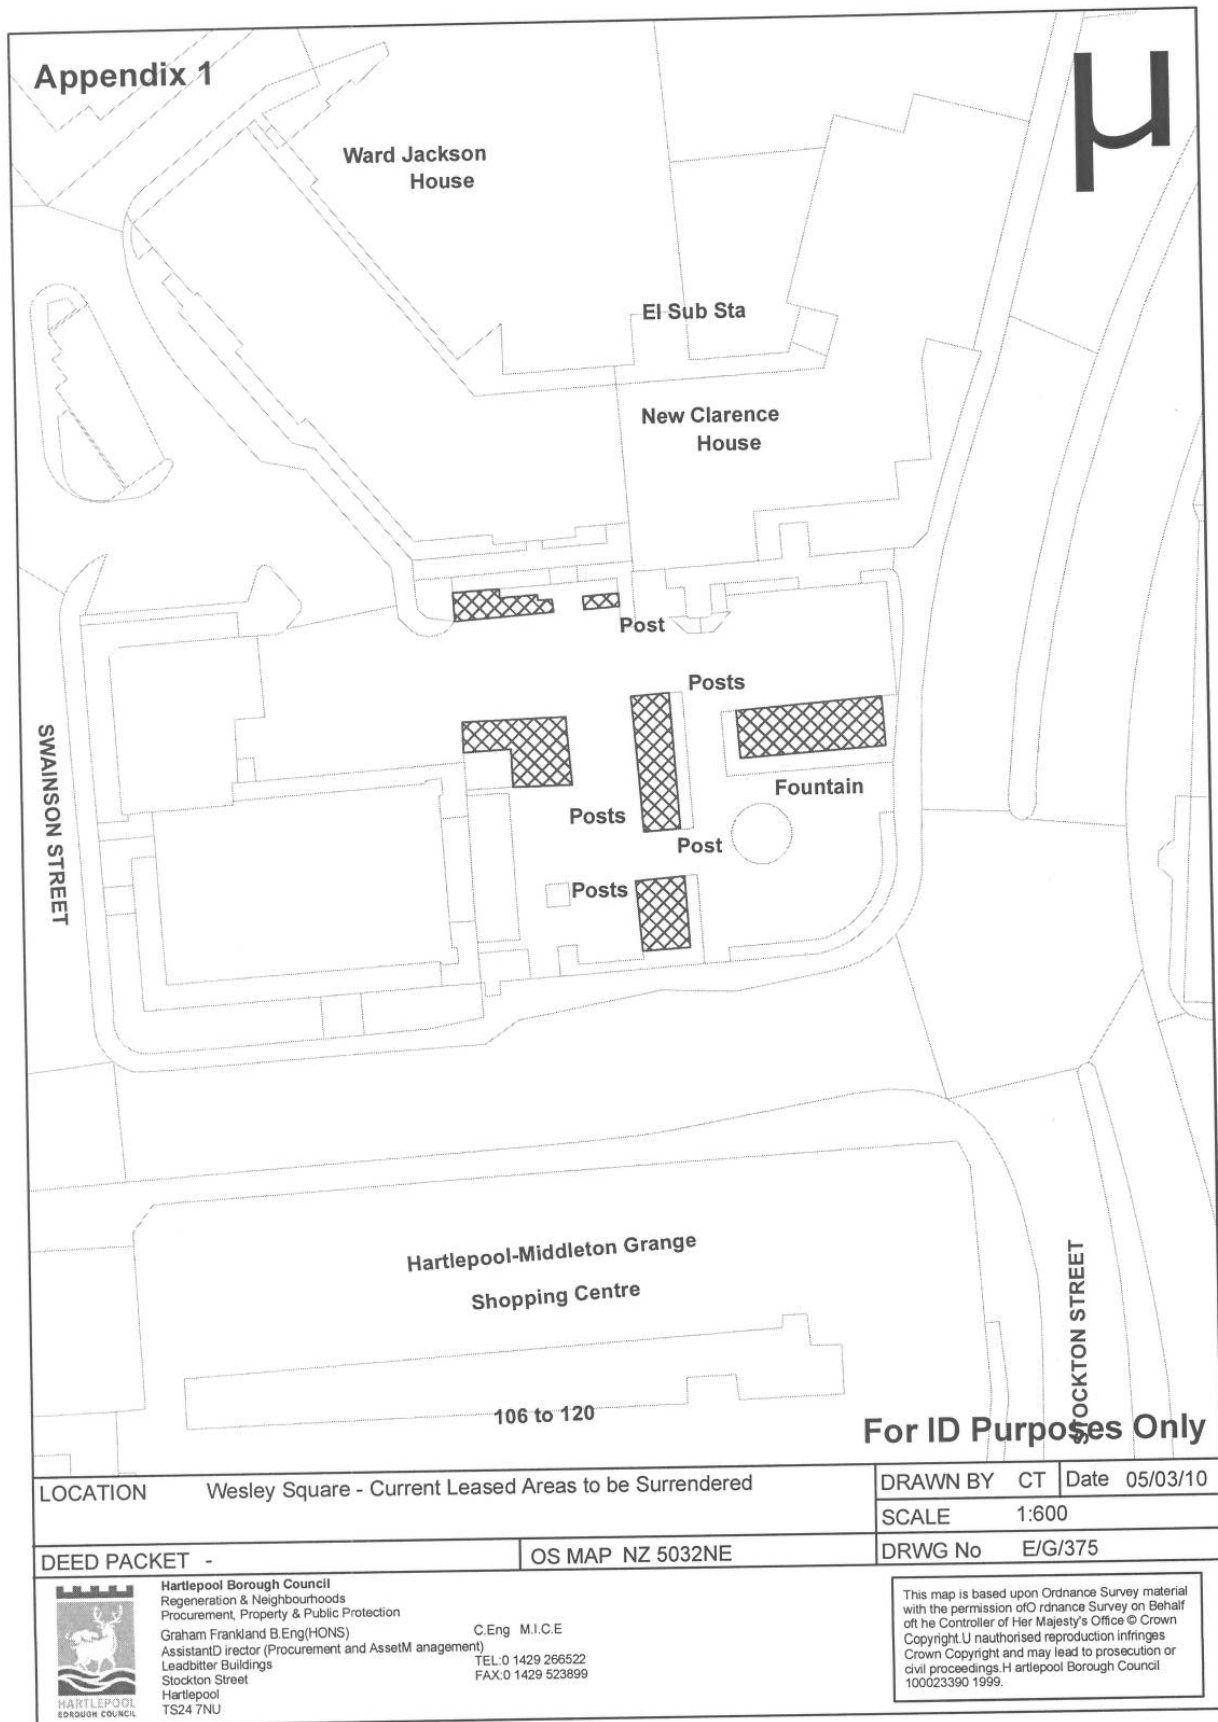 Appendix 1
µ
Ward Jackson
House
El Sub Sta
New Clarence
House
Post
Posts
SWAINSON STREET
Fountain
Posts
Post
Posts
Hartlepool-Middleton Grange
Shopping Centre
STOCKTON STREET
106 to 120
For ID Purposes Only
LOCATION Wesley Square - Current Leased Areas to be Surrendered
DRAWN BY CT Date 05/03/10
SCALE 1:600
DEED PACKET -
OS MAP NZ 5032NE
DRWG No E/G/375
Hartlepool Borough Council
Regeneration & Neighbourhoods
Procurement, Property & Public Protection
Graham Frankland B.Eng(HONS) C.Eng M.I.C.E
AssistantD irector (Procurement and AssetM anagement)
Leadbitter Buildings TEL:0 1429 266522
Stockton Street FAX:0 1429 523899
Hartlepool
TS24 7NU
HARTLEPOOL
BOROUGH COUNCIL
This map is based upon Ordnance Survey material
with the permission ofO rdnance Survey on Behalf
oft he Controller of Her Majesty's Office © Crown
Copyright.U nauthorised reproduction infringes
Crown Copyright and may lead to prosecution or
civil proceedings.H artlepool Borough Council
100023390 1999.